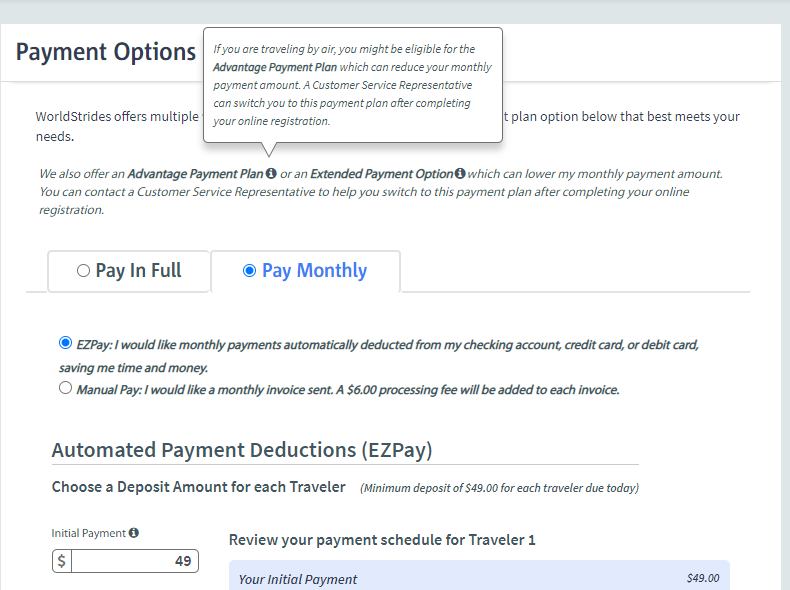 Payment Options
If you are traveling by air, you might be eligible for the
Advantage Payment Plan which can reduce your monthly
payment amount. A Customer Service Representative
can switch you to this payment plan after completing
your online registration.
WorldStrides offers multiple t plan option below that best meets your
needs.
We also offer an Advantage Payment Plan or an Extended Payment Option which can lower my monthly payment amount.
You can contact a Customer Service Representative to help you switch to this payment plan after completing your online
registration.
Pay In Full Pay Monthly
EZPay: I would like monthly payments automatically deducted from my checking account, credit card, or debit card,
saving me time and money.
Manual Pay: I would like a monthly invoice sent. A $6.00 processing fee will be added to each invoice.
Automated Payment Deductions (EZPay)
Choose a Deposit Amount for each Traveler (Minimum deposit of $49.00 for each traveler due today)
Initial Payment
$ 49
Review your payment schedule for Traveler 1
Your Initial Payment $49.00